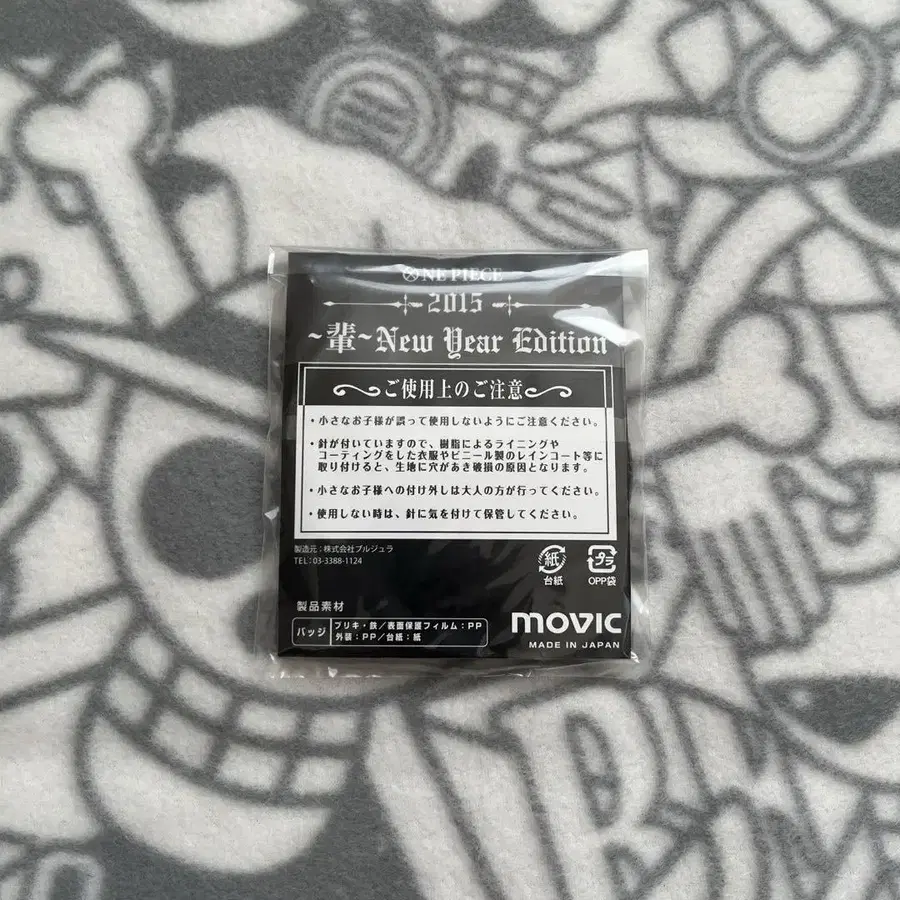 ONE PIECE
2015
～輩～New Year Edition
ご使用上のご注意
・小さなお子様が誤って使用しないようにご注意ください。
・針が付いていますので、樹脂によるライニングや
コーティングをした衣服やビニール製のレインコート等に
取り付けると、生地に穴があき破損の原因となります。
・小さなお子様への付け外しは大人の方が行ってください。
・使用しない時は、針に気を付けて保管してください。
製造元：株式会社プルジュラ
TEL：03-3388-1124
紙
台紙
プラ
OPP袋
製品素材
バッジ
ブリキ・鉄／表面保護フィルム：PP
外装：PP／台紙：紙
movic
MADE IN JAPAN